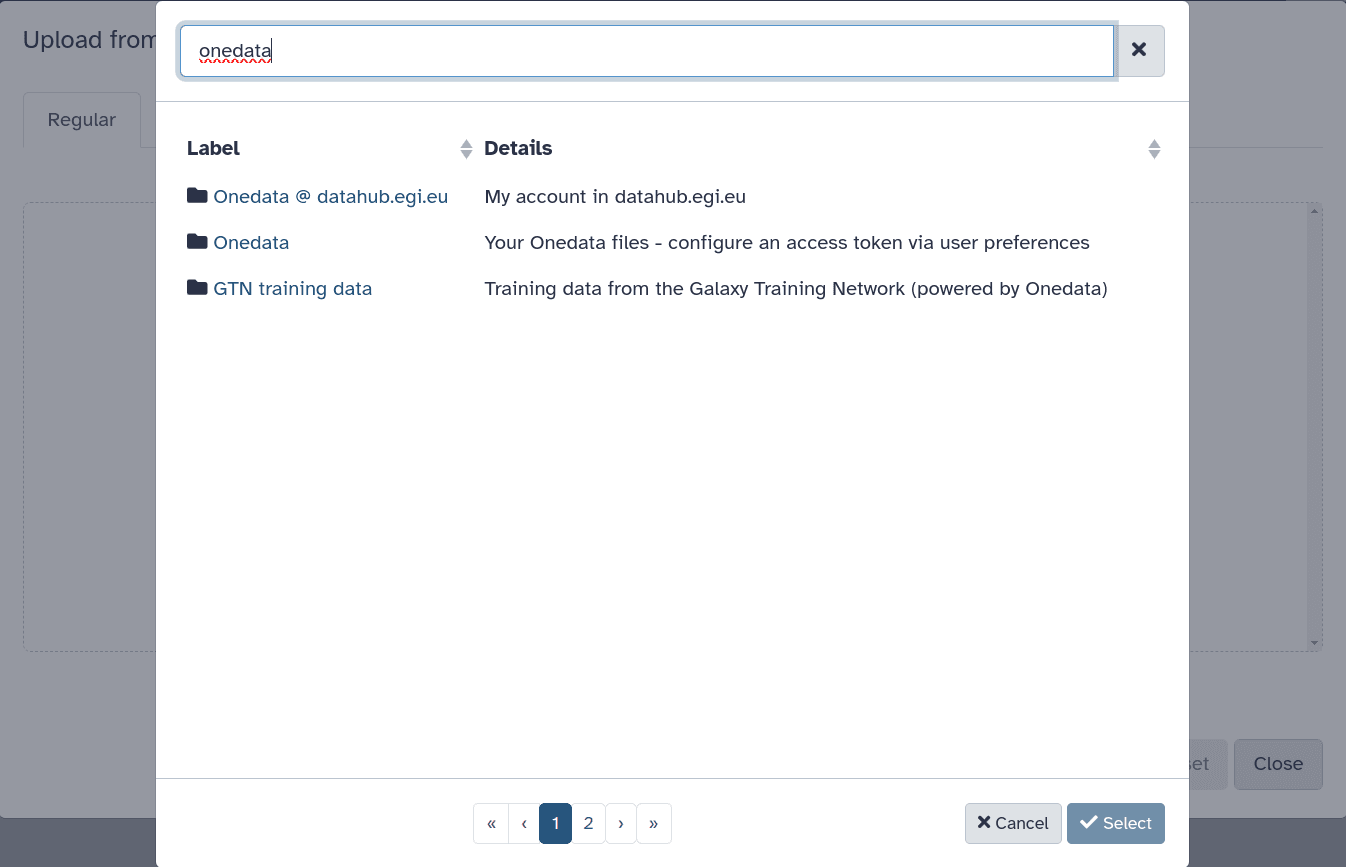 Upload from
onedata
Regular
Label Details
Onedata @ datahub.egi.eu My account in datahub.egi.eu
Onedata Your Onedata files - configure an access token via user preferences
GTN training data Training data from the Galaxy Training Network (powered by Onedata)
Close
« ‹ 1 2 › » Cancel Select